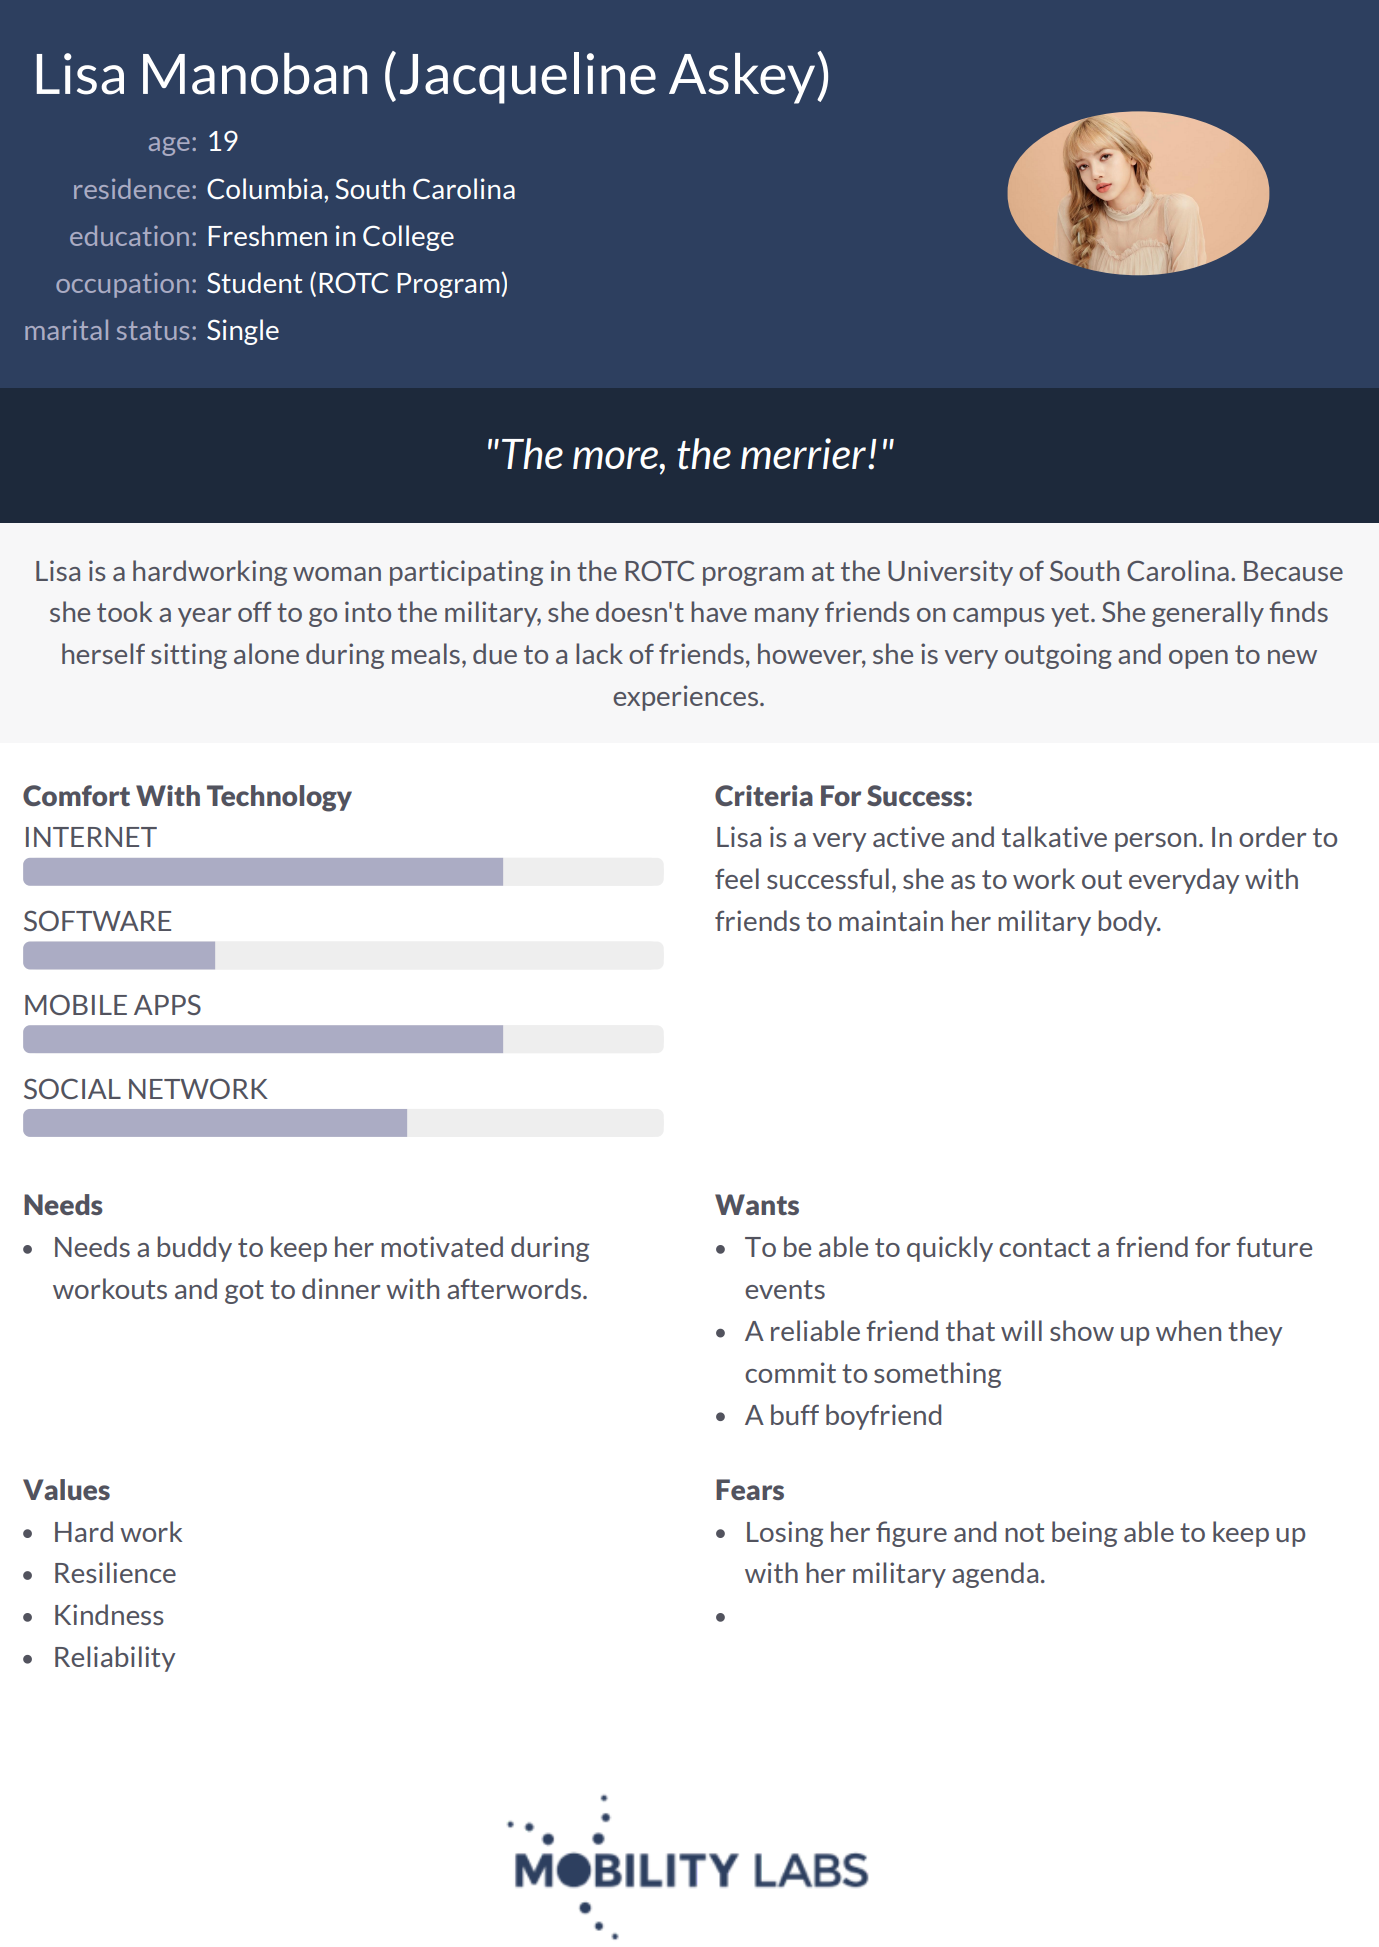 Lisa Manoban (Jacqueline Askey)
age: 19
residence: Columbia, South Carolina
education: Freshmen in College
occupation: Student (ROTC Program)
marital status: Single
"The more, the merrier!"
Lisa is a hardworking woman participating in the ROTC program at the University of South Carolina. Because
she took a year off to go into the military, she doesn't have many friends on campus yet. She generally finds
herself sitting alone during meals, due to a lack of friends, however, she is very outgoing and open to new
experiences.
Comfort With Technology
INTERNET
SOFTWARE
MOBILE APPS
SOCIAL NETWORK
Criteria For Success:
Lisa is a very active and talkative person. In order to
feel successful, she as to work out everyday with
friends to maintain her military body.
Needs
• Needs a buddy to keep her motivated during
workouts and got to dinner with afterwords.
Wants
• To be able to quickly contact a friend for future
events
• A reliable friend that will show up when they
commit to something
• A buff boyfriend
Values
• Hard work
• Resilience
• Kindness
• Reliability
Fears
• Losing her figure and not being able to keep up
with her military agenda.
•
MOBILITY LABS